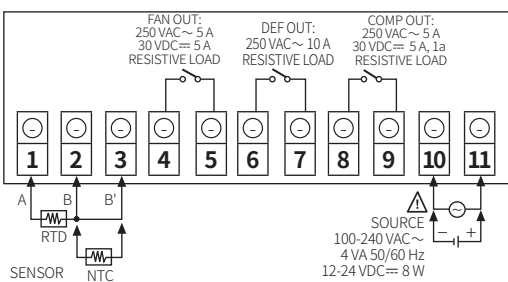 FAN OUT:
250 VAC～ 5 A
30 VDC⎓ 5 A
RESISTIVE LOAD
DEF OUT:
250 VAC～ 10 A
RESISTIVE LOAD
COMP OUT:
250 VAC～ 5 A
30 VDC⎓ 5 A, 1a
RESISTIVE LOAD
1 2 3 4 5 6 7 8 9 10 11
A B B'
RTD
SENSOR NTC
SOURCE
100-240 VAC～
4 VA 50/60 Hz
12-24 VDC⎓ 8 W
− +